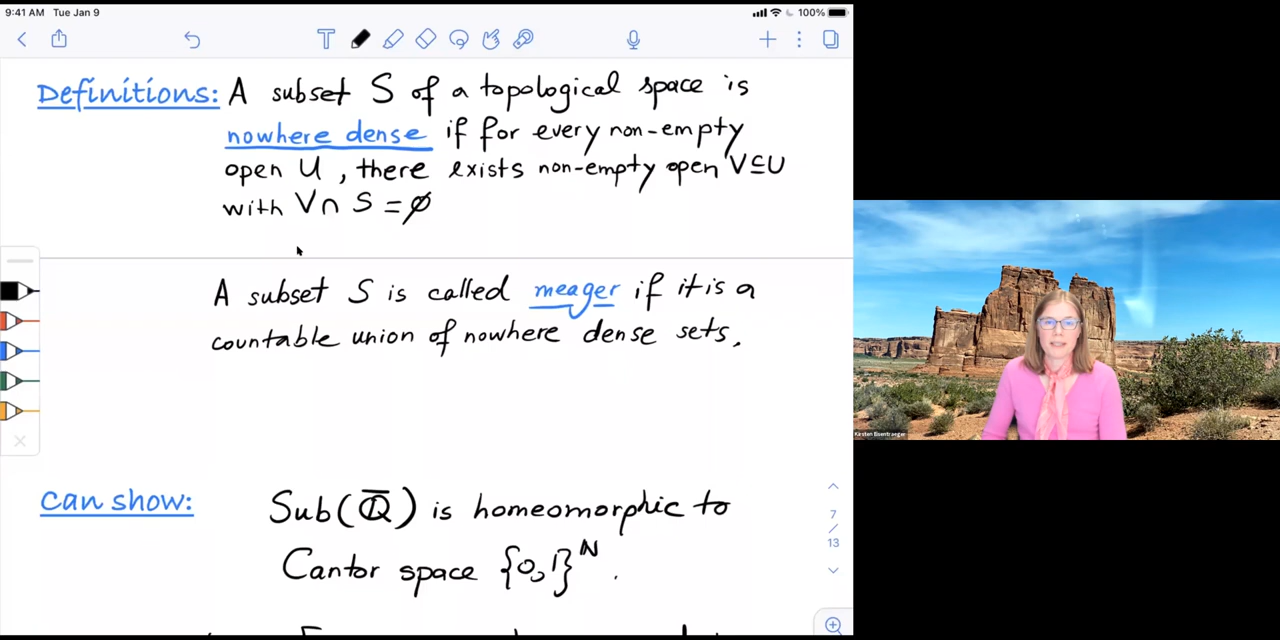 9:41 AM Tue Jan 9
100%
Definitions: A subset S of a topological space is
nowhere dense if for every non-empty
open U, there exists non-empty open V⊆U
with V∩S=∅
A subset S is called meager if it is a
countable union of nowhere dense sets.
Can show: Sub(Q̅) is homeomorphic to
Cantor space {0,1}^N.
7
/
13
Kirsten Eisentraeger